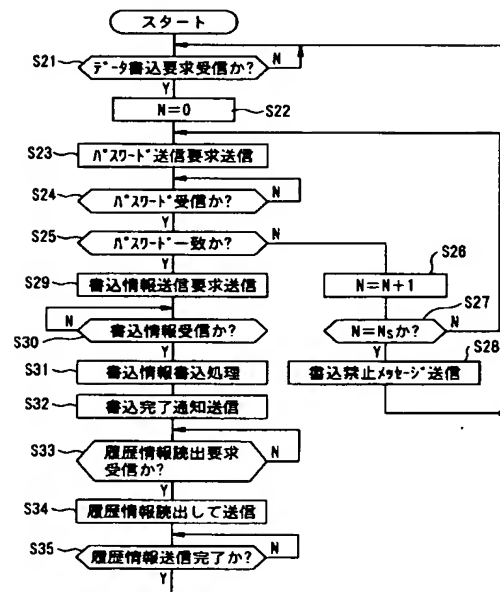 スタート
S21
データ書込要求受信か?
N
Y
N=0
S22
S23
パスワード送信要求送信
S24
パスワード受信か?
N
Y
S25
パスワード一致か?
N
Y
S26
N=N+1
S29
書込情報送信要求送信
S27
N=NSか?
N
Y
N
書込情報受信か?
S30
Y
S28
書込禁止メッセージ送信
S31
書込情報書込処理
S32
書込完了通知送信
S33
履歴情報読出要求
受信か?
N
Y
S34
履歴情報読出して送信
S35
履歴情報送信完了か?
N
Y